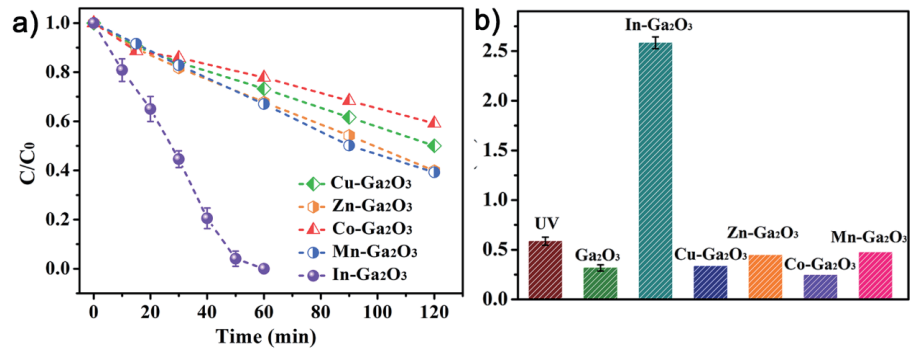 a)
1.0
0.8
0.6
0.4
0.2
0.0
C/C0
0 20 40 60 80 100 120
Time (min)
Cu-Ga2O3
Zn-Ga2O3
Co-Ga2O3
Mn-Ga2O3
In-Ga2O3
b)
2.5
2.0
1.5
1.0
0.5
0.0
UV
Ga2O3
In-Ga2O3
Cu-Ga2O3
Zn-Ga2O3
Co-Ga2O3
Mn-Ga2O3